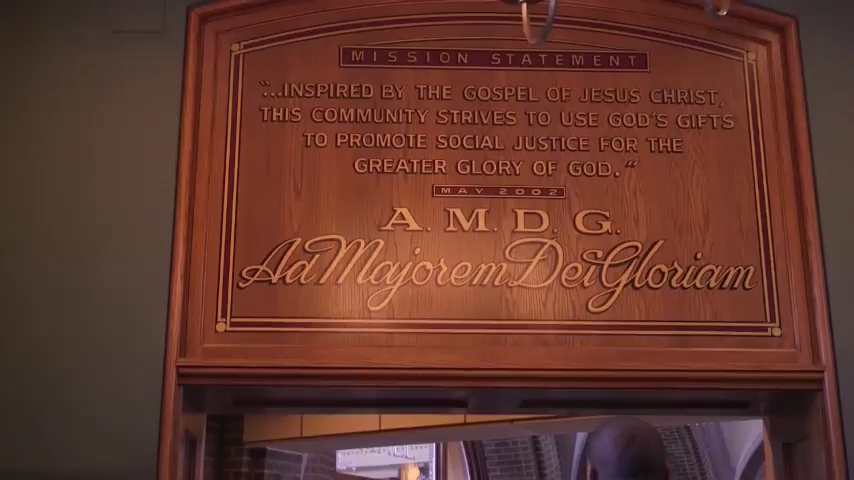 MISSION STATEMENT
"...INSPIRED BY THE GOSPEL OF JESUS CHRIST,
THIS COMMUNITY STRIVES TO USE GOD'S GIFTS
TO PROMOTE SOCIAL JUSTICE FOR THE
GREATER GLORY OF GOD."
MAY 2002
A. M. D. G.
Ad Majorem Dei Gloriam